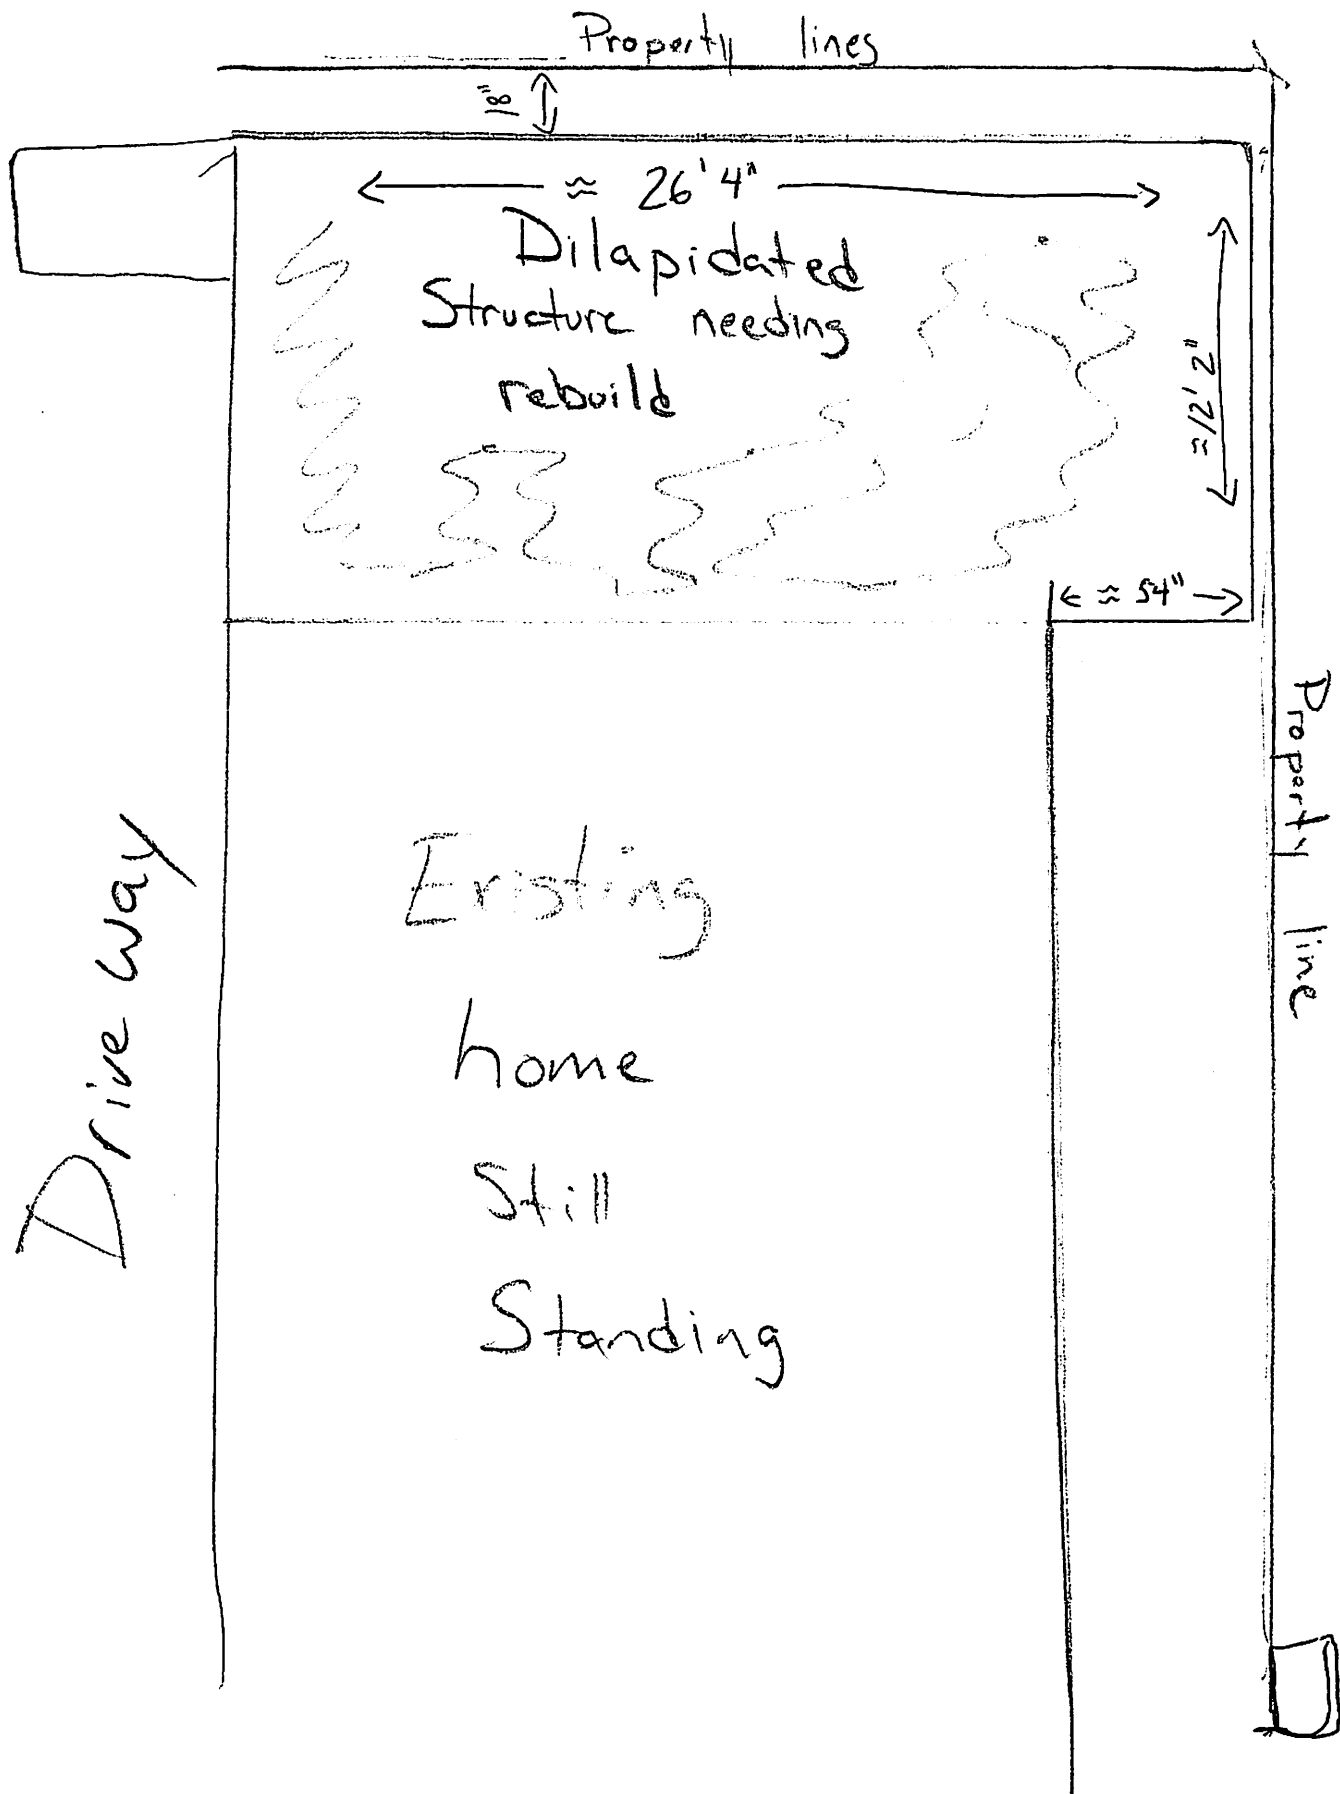 Property lines
18"
≈ 26' 4"
Dilapidated
Structure needing
rebuild
≈12' 2"
≈ 54"
Property line
Existing
home
Still
Standing
Drive way